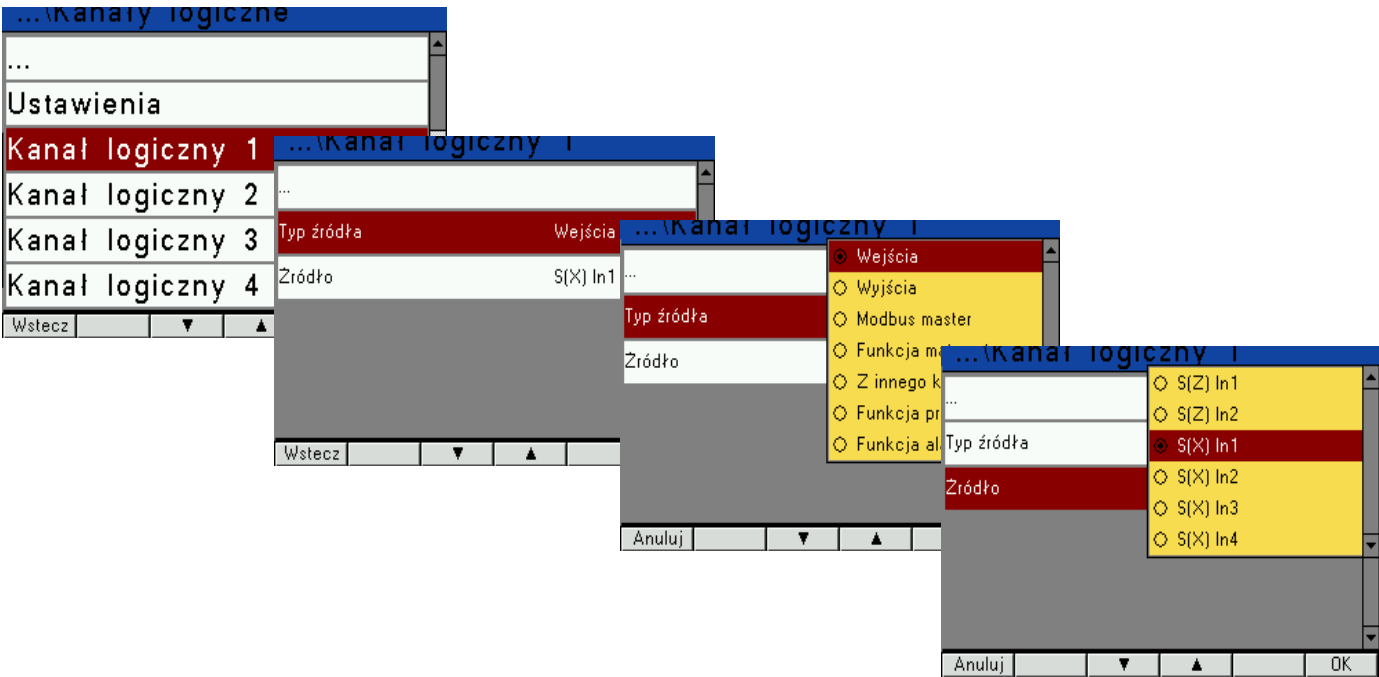 ...\Kanały logiczne
...
Ustawienia
Kanał logiczny 1
Kanał logiczny 2
Kanał logiczny 3
Kanał logiczny 4
Wstecz ▼ ▲
...\Kanał logiczny 1
...
Typ źródła Wejścia
Źródło S(X) In1
Wstecz ▼ ▲
...\Kanał logiczny 1
...
Typ źródła
Źródło
Wejścia
Wyjścia
Modbus master
Funkcja
Z innego
Funkcja
Funkcja
Anuluj ▼ ▲
...\Kanał logiczny 1
...
Typ źródła
Źródło
S(Z) In1
S(Z) In2
S(X) In1
S(X) In2
S(X) In3
S(X) In4
Anuluj ▼ ▲ OK